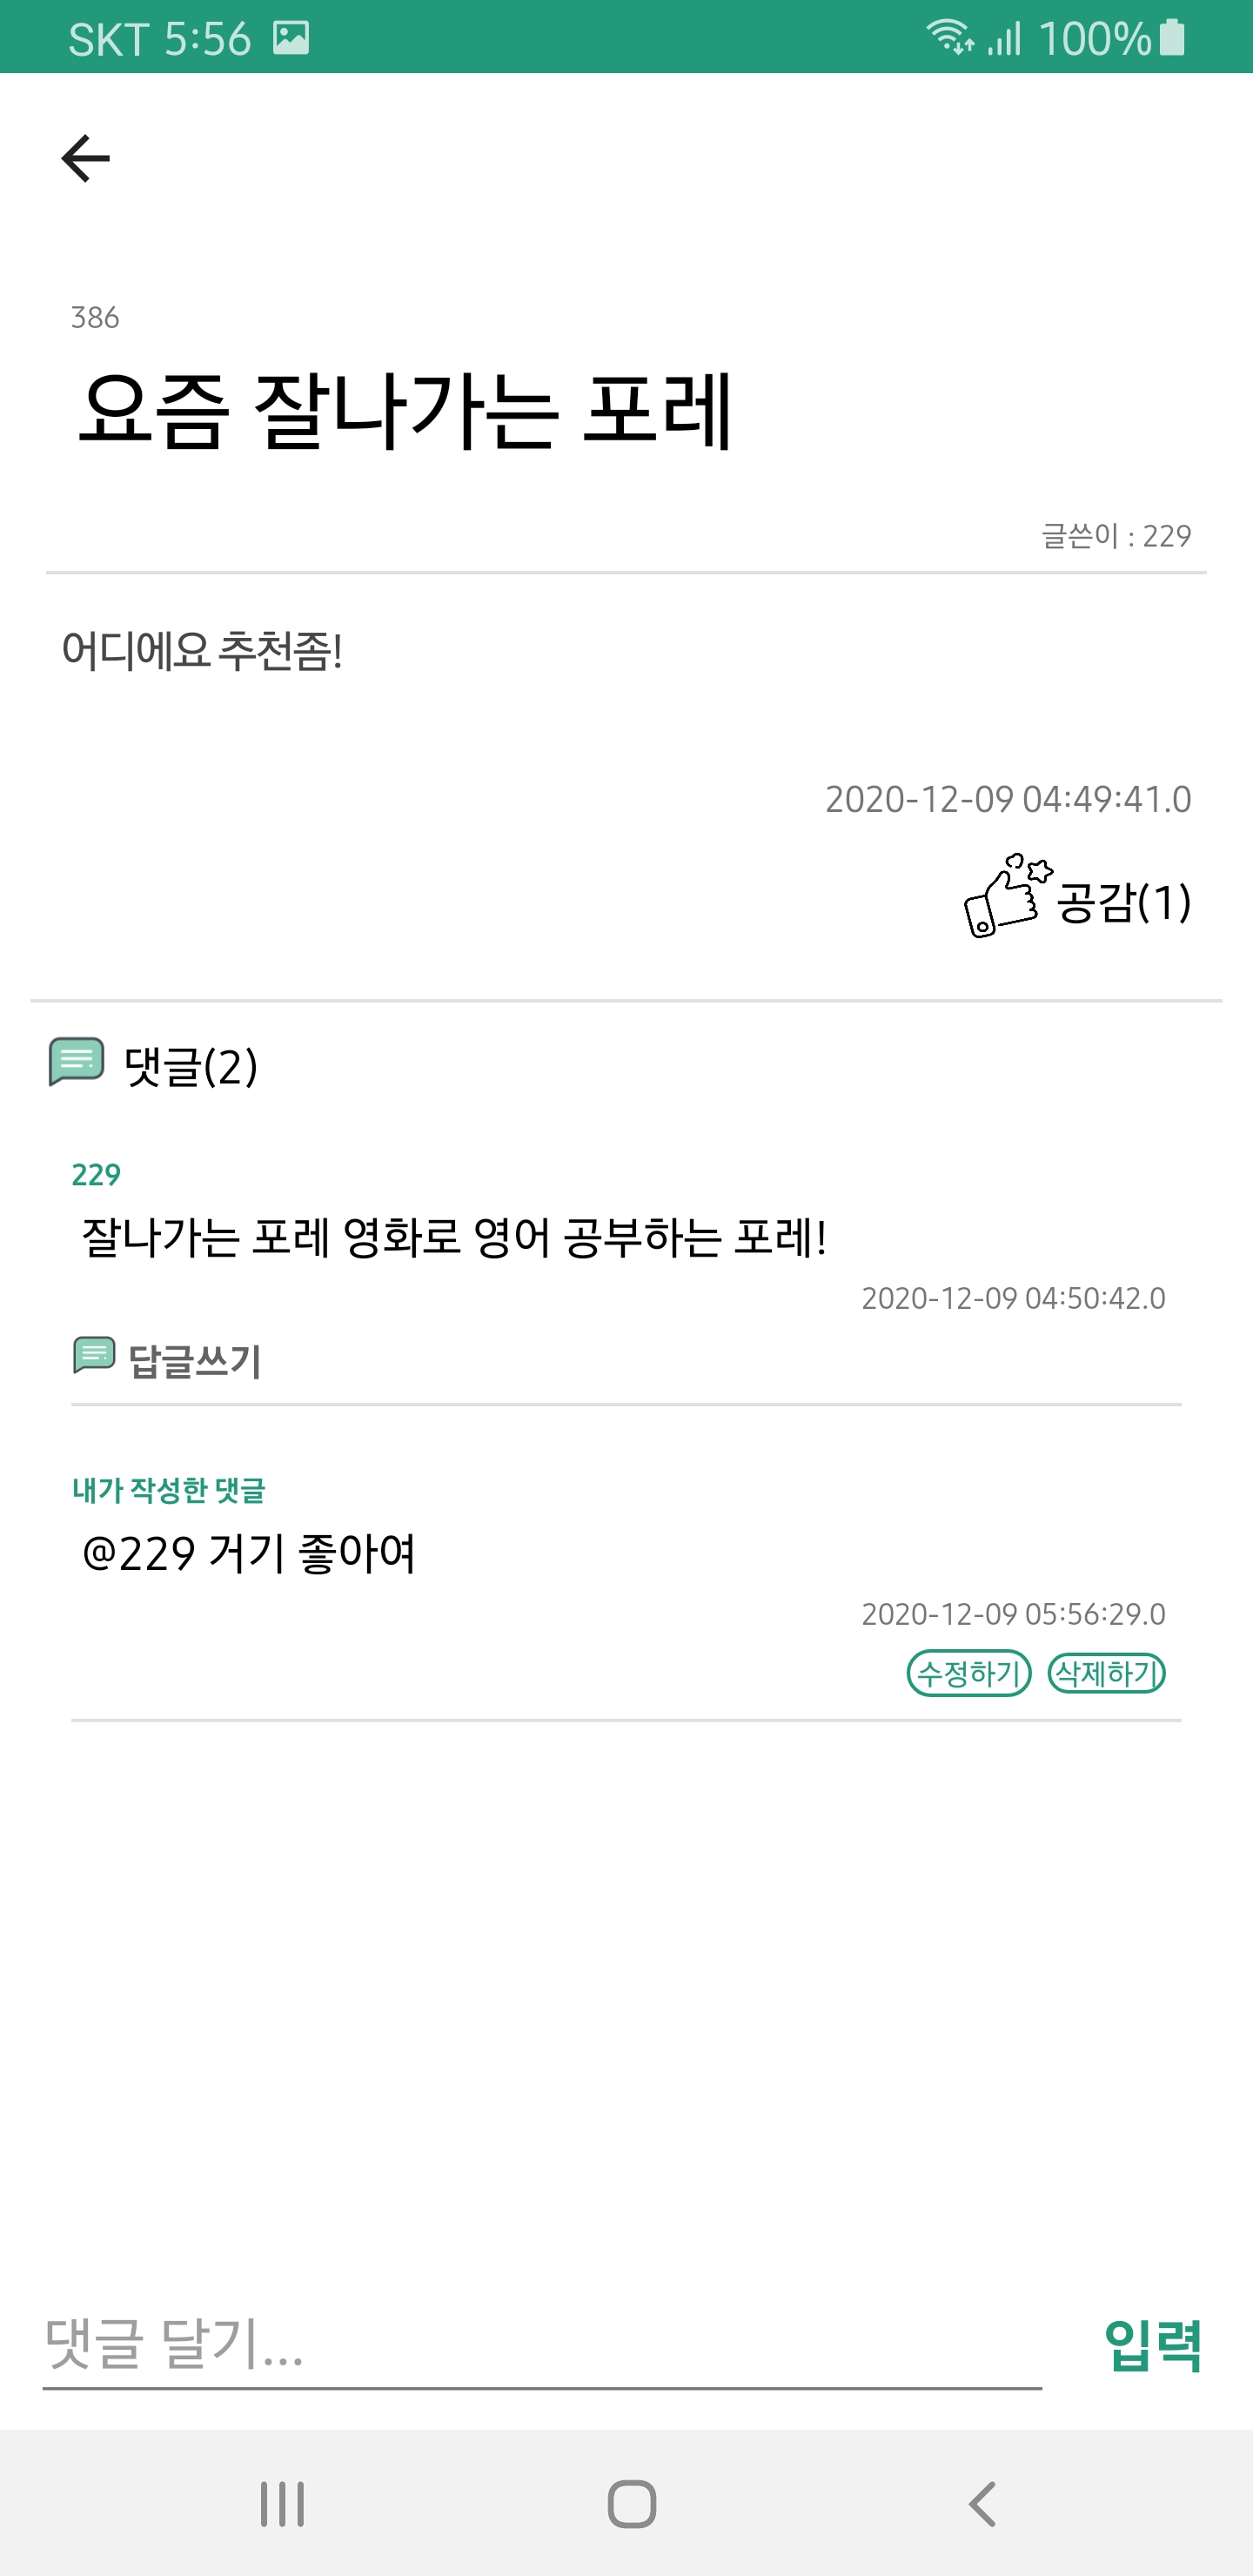 SKT 5:56 100%
386
요즘 잘나가는 포레
글쓴이 : 229
어디에요 추천좀!
2020-12-09 04:49:41.0
공감(1)
댓글(2)
229
잘나가는 포레 영화로 영어 공부하는 포레!
2020-12-09 04:50:42.0
답글쓰기
내가 작성한 댓글
@229 거기 좋아여
2020-12-09 05:56:29.0
수정하기 삭제하기
댓글 달기... 입력